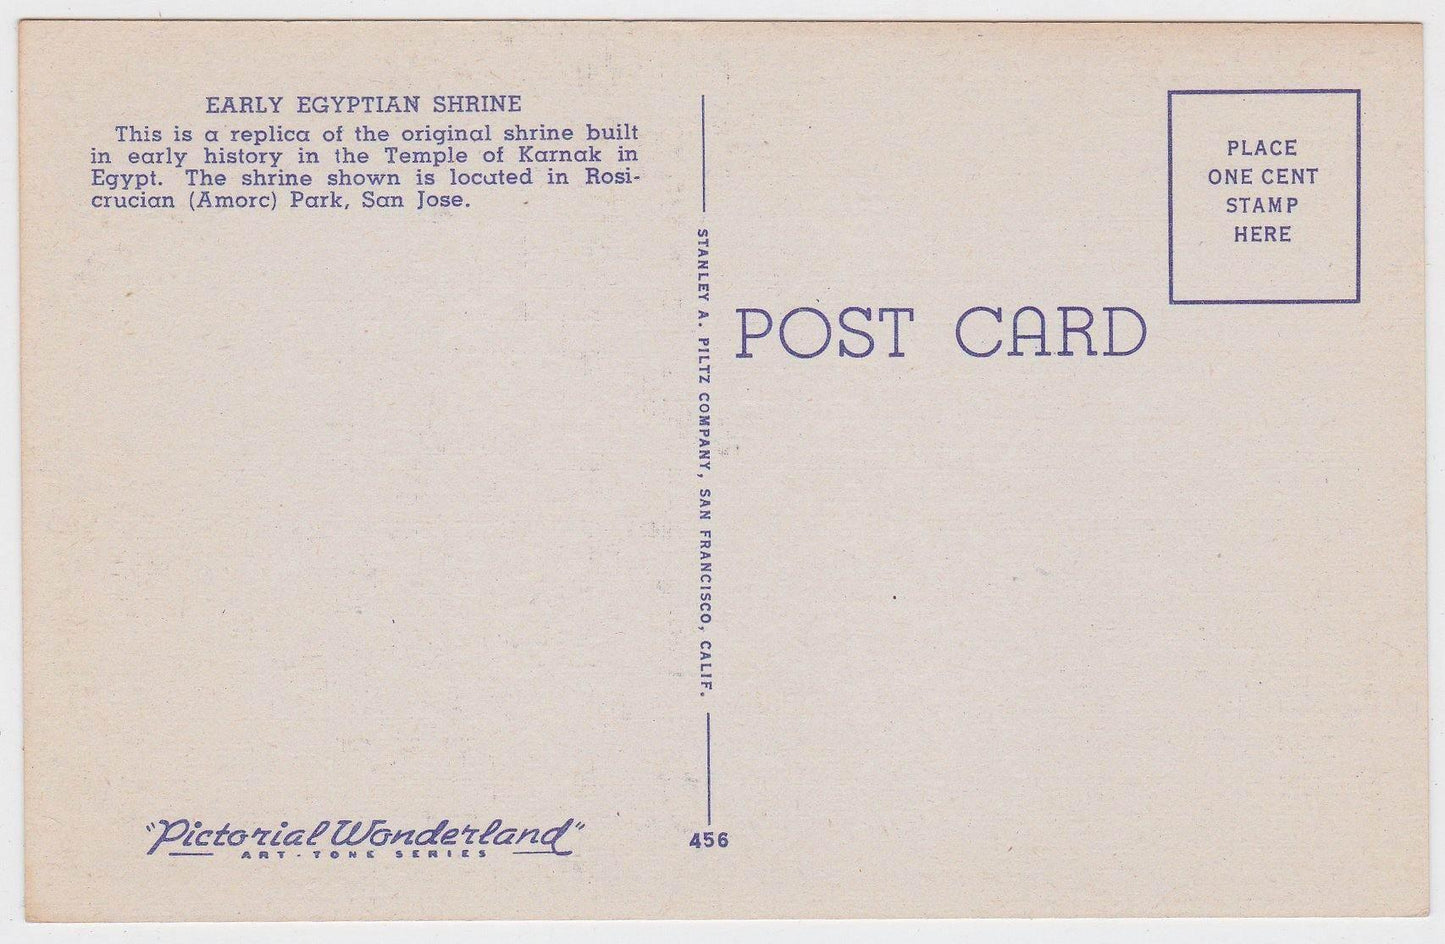 EARLY EGYPTIAN SHRINE
This is a replica of the original shrine built
in early history in the Temple of Karnak in
Egypt. The shrine shown is located in Rosi-
crucian (Amorc) Park, San Jose.
"Pictorial Wonderland"
ART-TONE SERIES
STANLEY A. PILTZ COMPANY, SAN FRANCISCO, CALIF.
456
POST CARD
PLACE
ONE CENT
STAMP
HERE